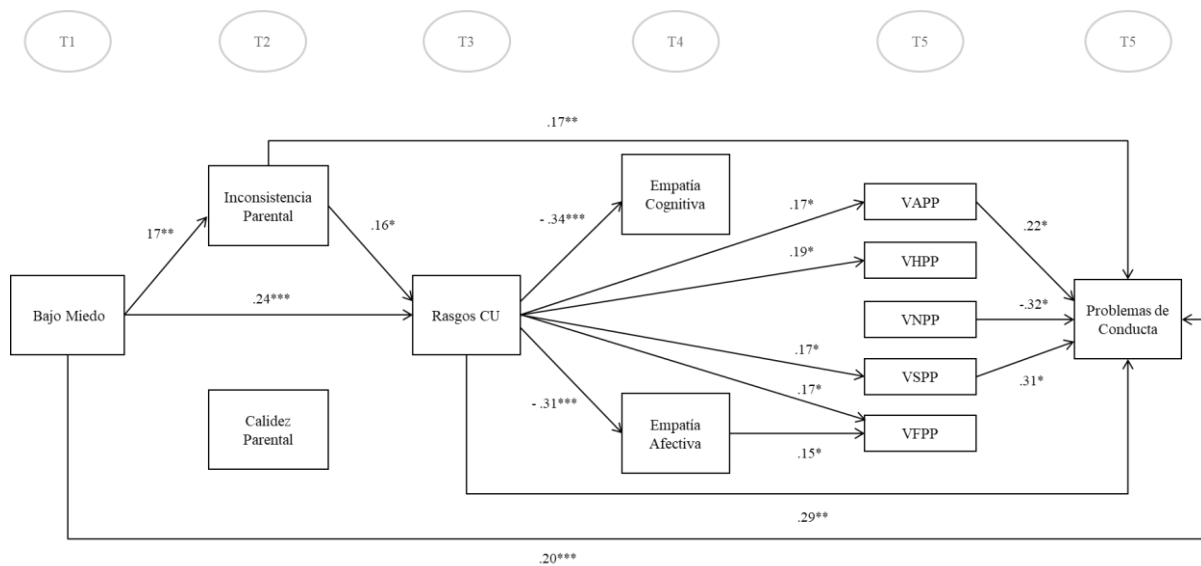 T1
T2
T3
T4
T5
T5
.17**
Inconsistencia
Parental
Empatía
Cognitiva
VAPP
.17*
- .34***
17**
.16*
.22*
.19*
VHPP
Bajo Miedo
.24***
Rasgos CU
VNPP
-.32*
Problemas de
Conducta
.17*
VSPP
.31*
.17*
- .31***
Calidez
Parental
Empatía
Afectiva
VFPP
.15*
.29**
.20***